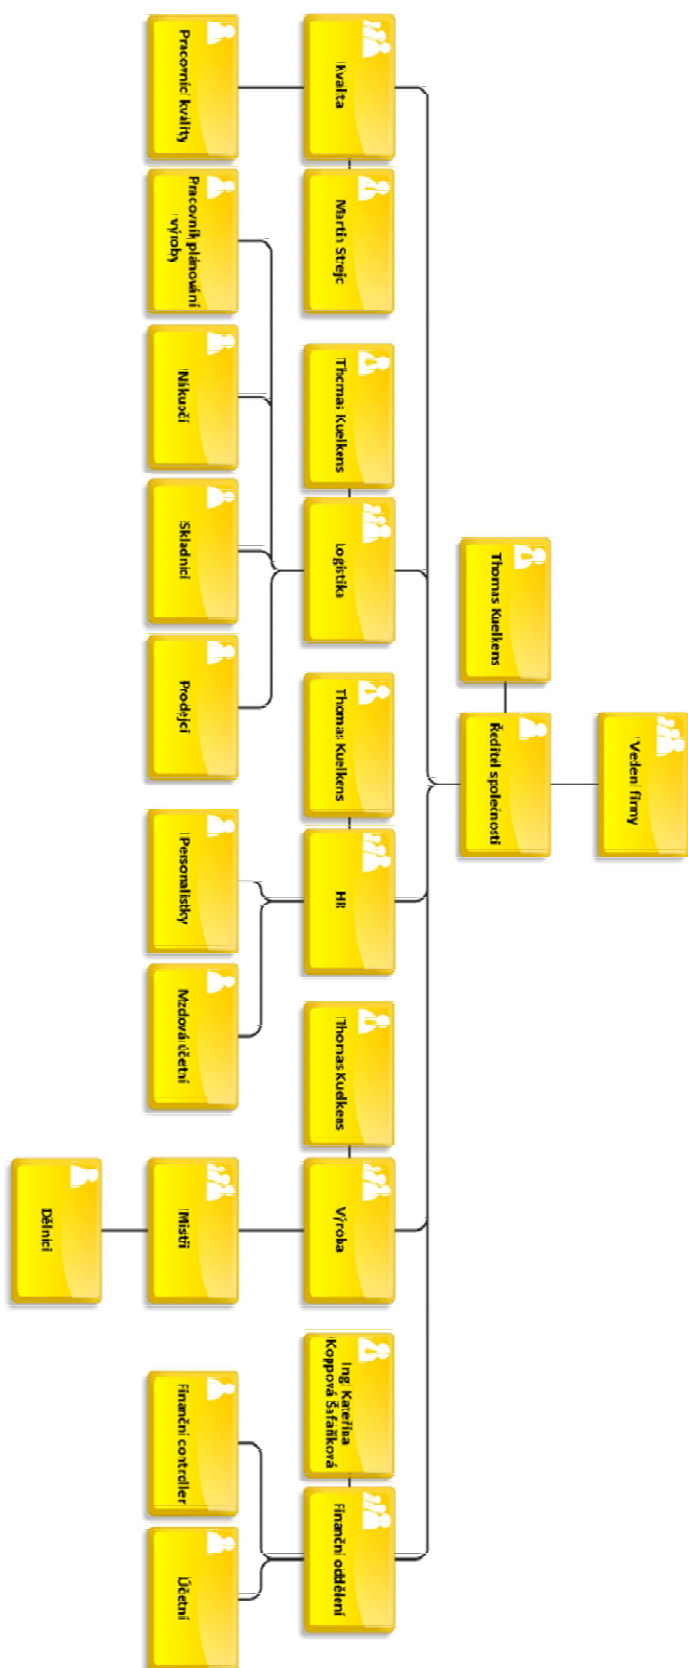 Vedení firmy
Thomas Kuelkens
Ředitel společnosti
Kvalita
Martin Strejc
Thomas Kuelkens
Logistika
Thomas Kuelkens
HR
Thomas Kuelkens
Výroba
Ing. Kateřina
Koppová Šafaříková
Finanční oddělení
Pracovníci kvality
Pracovník plánování
výroby
Nákupčí
Skladníci
Prodejci
Personalistky
Mzdová účetní
Mistři
Finanční controller
Účetní
Dělníci